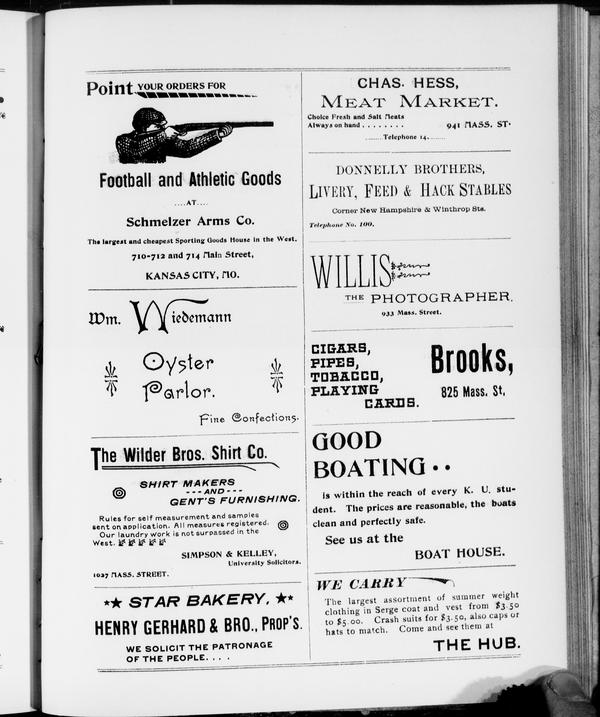 Point YOUR ORDERS FOR
Football and Athletic Goods
....AT....
Schmelzer Arms Co.
The largest and cheapest Sporting Goods House in the West.
710-712 and 714 Main Street,
KANSAS CITY, MO.
Wm. Wiedemann
Oyster
Parlor.
Fine Confections.
The Wilder Bros. Shirt Co.
SHIRT MAKERS
---AND---
GENT'S FURNISHING.
Rules for self measurement and samples
sent on application. All measures registered.
Our laundry work is not surpassed in the
West.
SIMPSON & KELLEY,
University Solicitors.
1027 MASS. STREET.
STAR BAKERY,
HENRY GERHARD & BRO., PROP'S.
WE SOLICIT THE PATRONAGE
OF THE PEOPLE....
CHAS. HESS,
MEAT MARKET.
Choice Fresh and Salt Meats
Always on hand ........ 941 MASS. ST.
........Telephone 14........
DONNELLY BROTHERS,
LIVERY, FEED & HACK STABLES
Corner New Hampshire & Winthrop Sts.
Telephone No. 100.
WILLIS
THE PHOTOGRAPHER.
933 Mass. Street.
CIGARS,
PIPES,
TOBACCO,
PLAYING
CARDS.
Brooks,
825 Mass. St,
GOOD
BOATING..
is within the reach of every K. U. stu-
dent. The prices are reasonable, the boats
clean and perfectly safe.
See us at the
BOAT HOUSE.
WE CARRY
The largest assortment of summer weight
clothing in Serge coat and vest from $3.50
to $5.00. Crash suits for $3.50, also caps or
hats to match. Come and see them at
THE HUB.